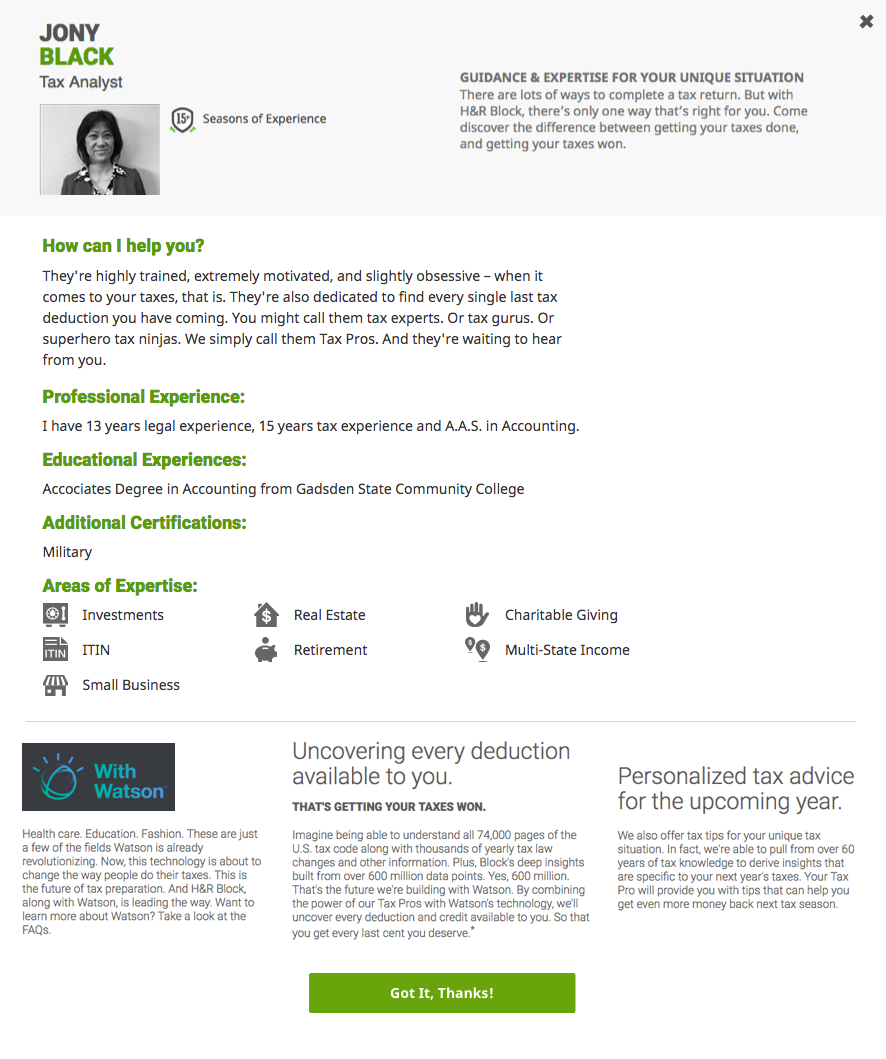 JONY
BLACK
Tax Analyst
15+
Seasons of Experience
GUIDANCE & EXPERTISE FOR YOUR UNIQUE SITUATION
There are lots of ways to complete a tax return. But with
H&R Block, there's only one way that's right for you. Come
discover the difference between getting your taxes done,
and getting your taxes won.
How can I help you?
They're highly trained, extremely motivated, and slightly obsessive – when it
comes to your taxes, that is. They're also dedicated to find every single last tax
deduction you have coming. You might call them tax experts. Or tax gurus. Or
superhero tax ninjas. We simply call them Tax Pros. And they're waiting to hear
from you.
Professional Experience:
I have 13 years legal experience, 15 years tax experience and A.A.S. in Accounting.
Educational Experiences:
Accociates Degree in Accounting from Gadsden State Community College
Additional Certifications:
Military
Areas of Expertise:
Investments
$ Real Estate
Charitable Giving
ITIN ITIN
Retirement
$ $ Multi-State Income
Small Business
With
Watson
Health care. Education. Fashion. These are just
a few of the fields Watson is already
revolutionizing. Now, this technology is about to
change the way people do their taxes. This is
the future of tax preparation. And H&R Block,
along with Watson, is leading the way. Want to
learn more about Watson? Take a look at the
FAQs.
Uncovering every deduction
available to you.
THAT'S GETTING YOUR TAXES WON.
Imagine being able to understand all 74,000 pages of the
U.S. tax code along with thousands of yearly tax law
changes and other information. Plus, Block's deep insights
built from over 600 million data points. Yes, 600 million.
That's the future we're building with Watson. By combining
the power of our Tax Pros with Watson's technology, we'll
uncover every deduction and credit available to you. So that
you get every last cent you deserve.*
Personalized tax advice
for the upcoming year.
We also offer tax tips for your unique tax
situation. In fact, we're able to pull from over 60
years of tax knowledge to derive insights that
are specific to your next year's taxes. Your Tax
Pro will provide you with tips that can help you
get even more money back next tax season.
Got It, Thanks!